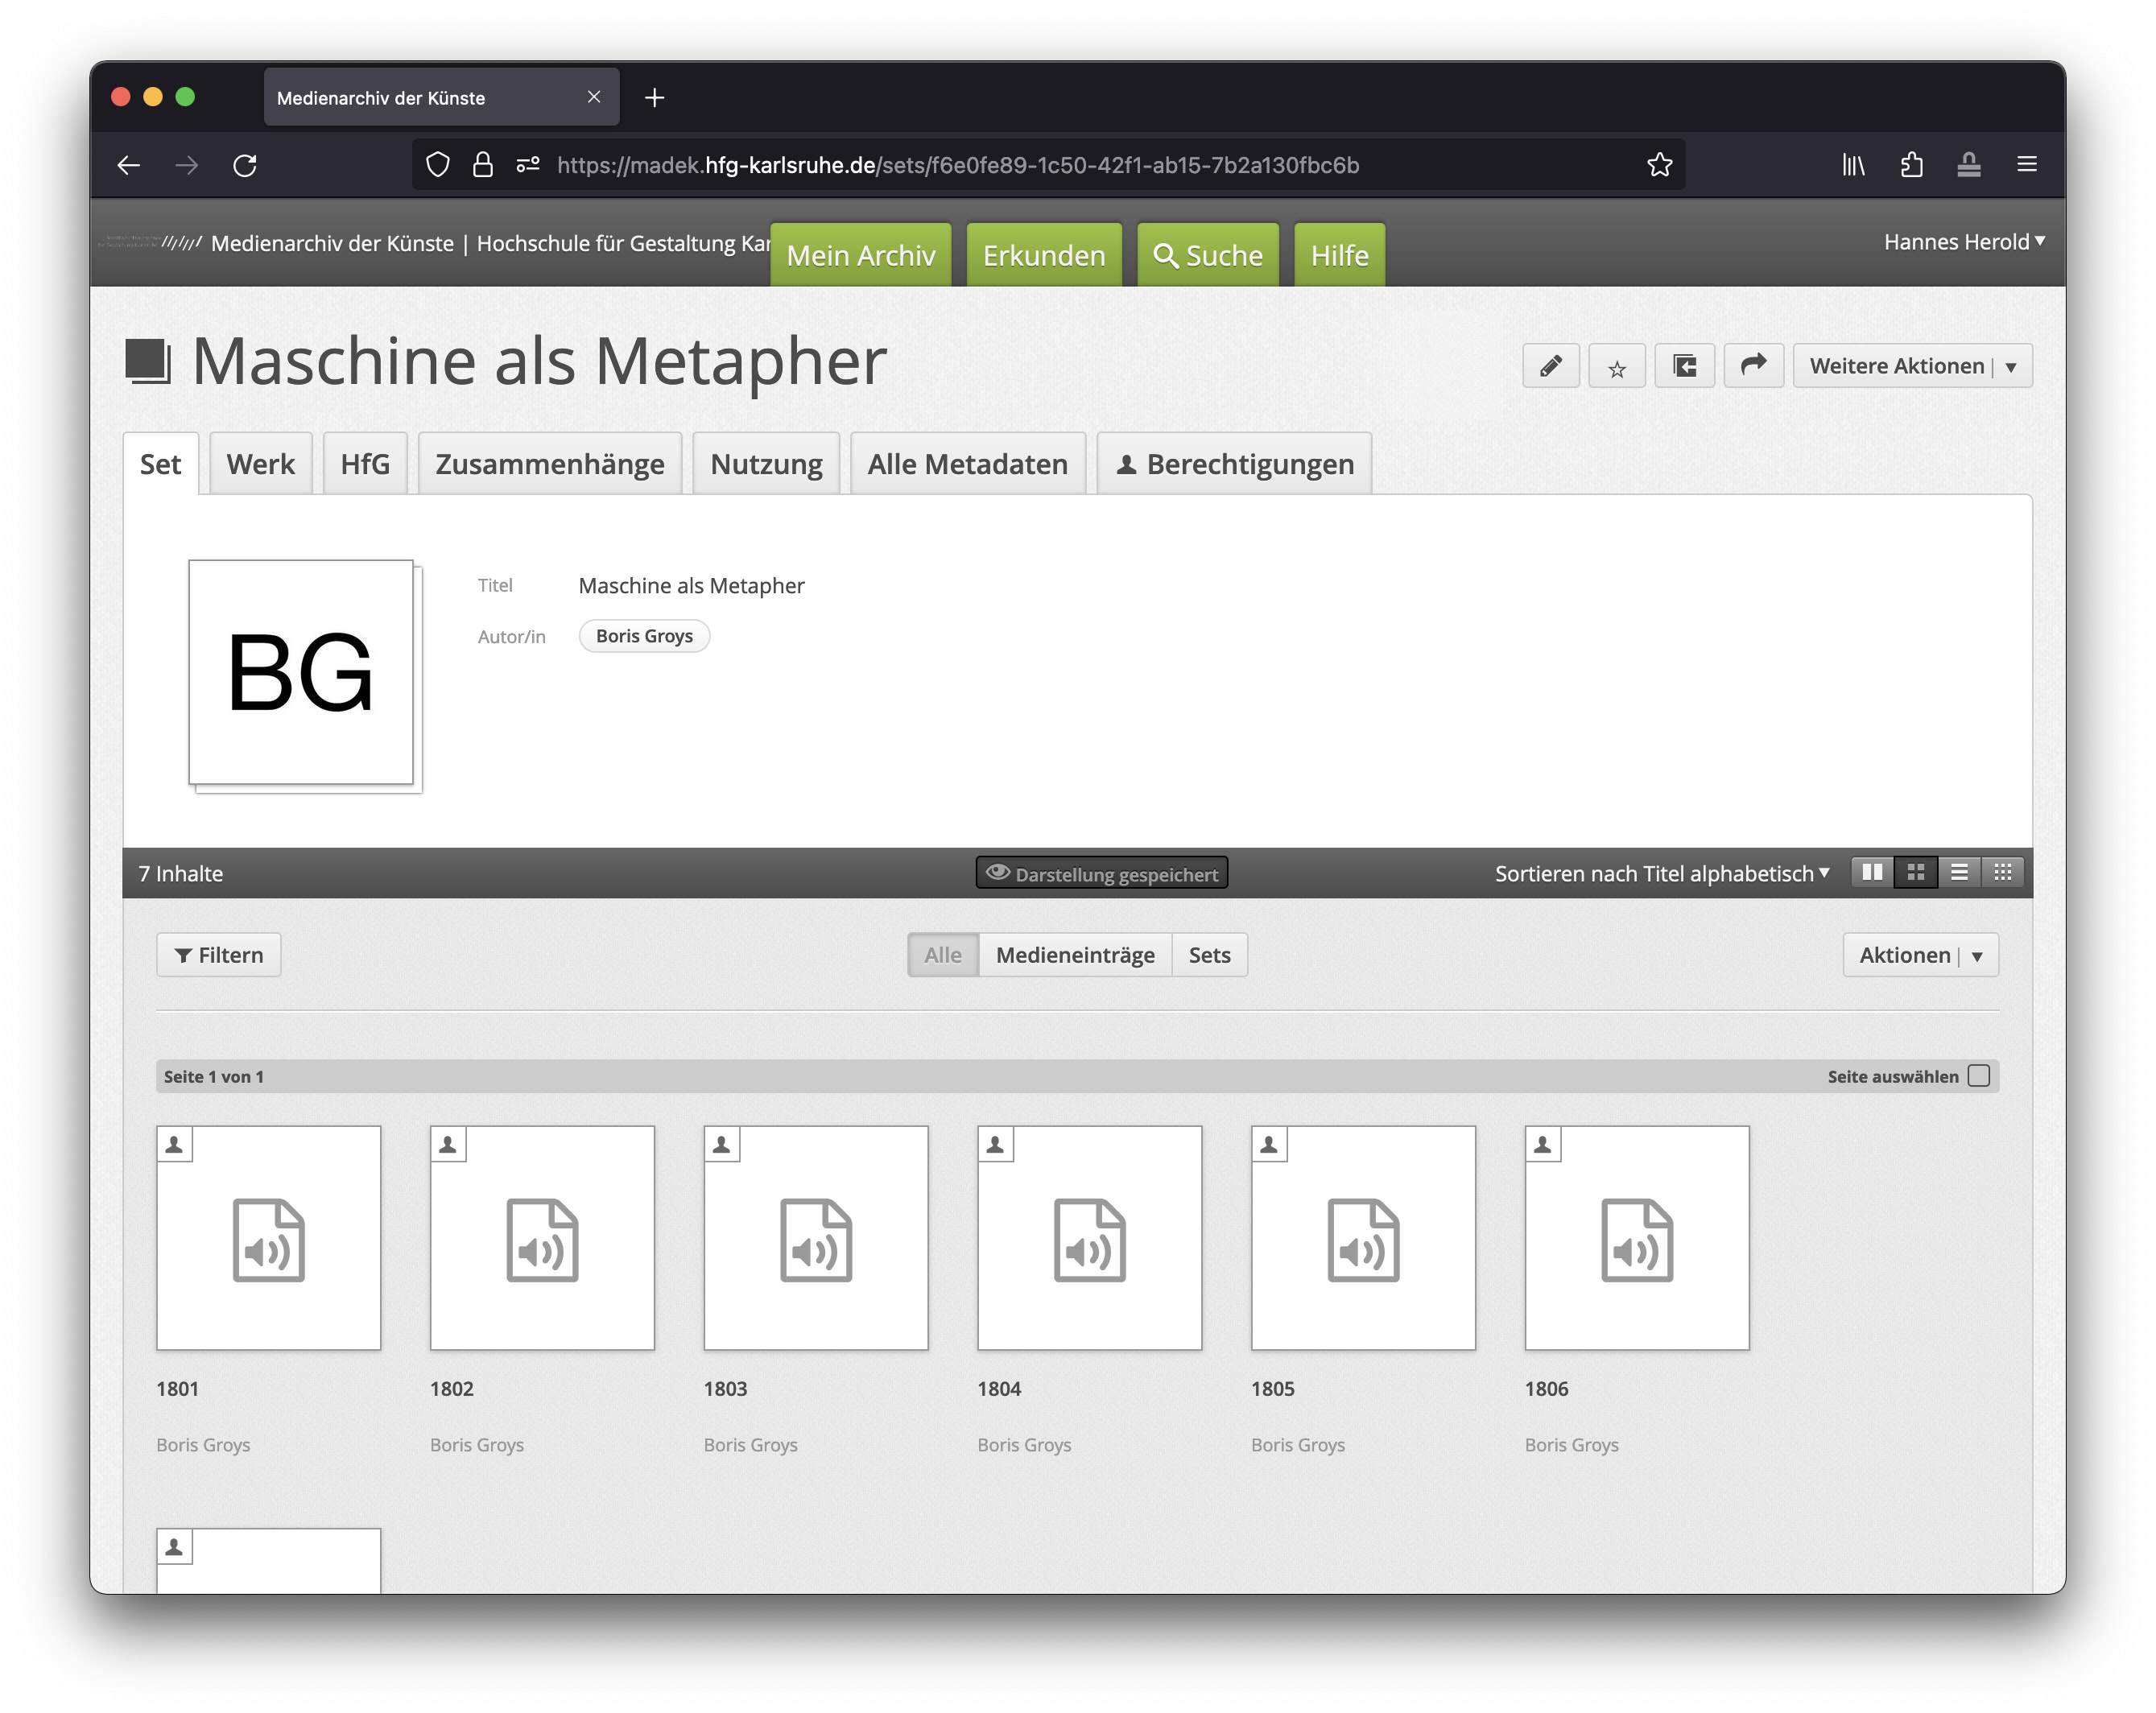 Medienarchiv der Künste
https://madek.hfg-karlsruhe.de/sets/f6e0fe89-1c50-42f1-ab15-7b2a130fbc6b
Medienarchiv der Künste | Hochschule für Gestaltung Kar
Mein Archiv
Erkunden
Suche
Hilfe
Hannes Herold
Maschine als Metapher
Weitere Aktionen
Set
Werk
HfG
Zusammenhänge
Nutzung
Alle Metadaten
Berechtigungen
BG
Titel
Maschine als Metapher
Autor/in
Boris Groys
7 Inhalte
Darstellung gespeichert
Sortieren nach Titel alphabetisch
Filtern
Alle
Medieneinträge
Sets
Aktionen
Seite 1 von 1
Seite auswählen
1801
1802
1803
1804
1805
1806
Boris Groys
Boris Groys
Boris Groys
Boris Groys
Boris Groys
Boris Groys